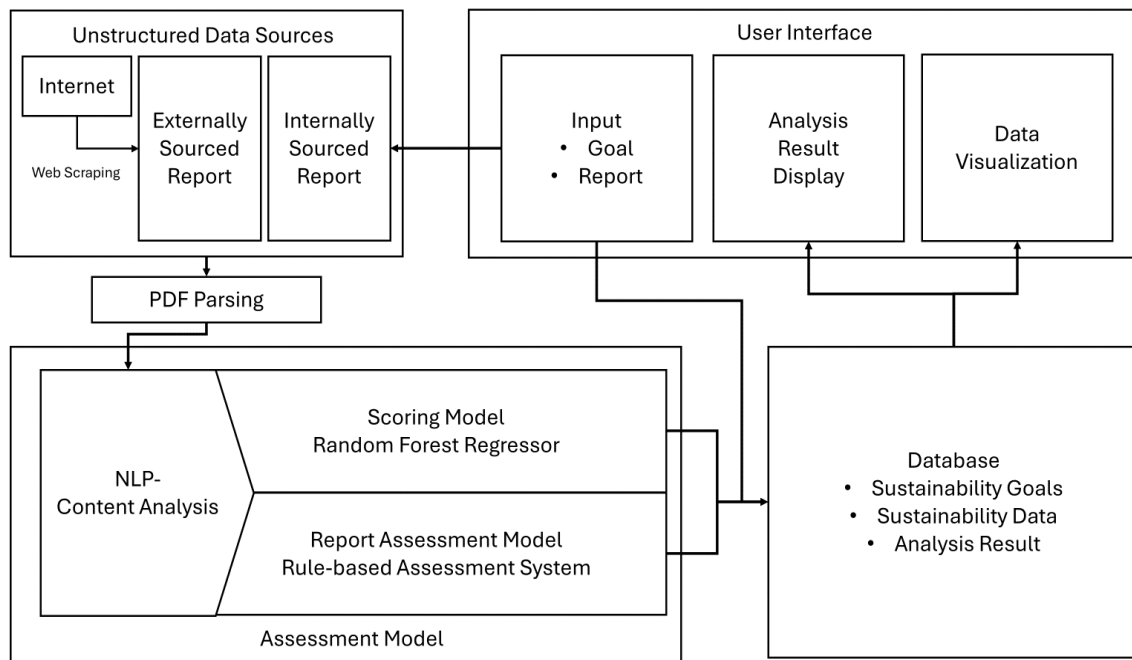 Unstructured Data Sources
Internet
Web Scraping
Externally
Sourced
Report
Internally
Sourced
Report
User Interface
Input
• Goal
• Report
Analysis
Result
Display
Data
Visualization
PDF Parsing
NLP-
Content Analysis
Scoring Model
Random Forest Regressor
Report Assessment Model
Rule-based Assessment System
Assessment Model
Database
• Sustainability Goals
• Sustainability Data
• Analysis Result